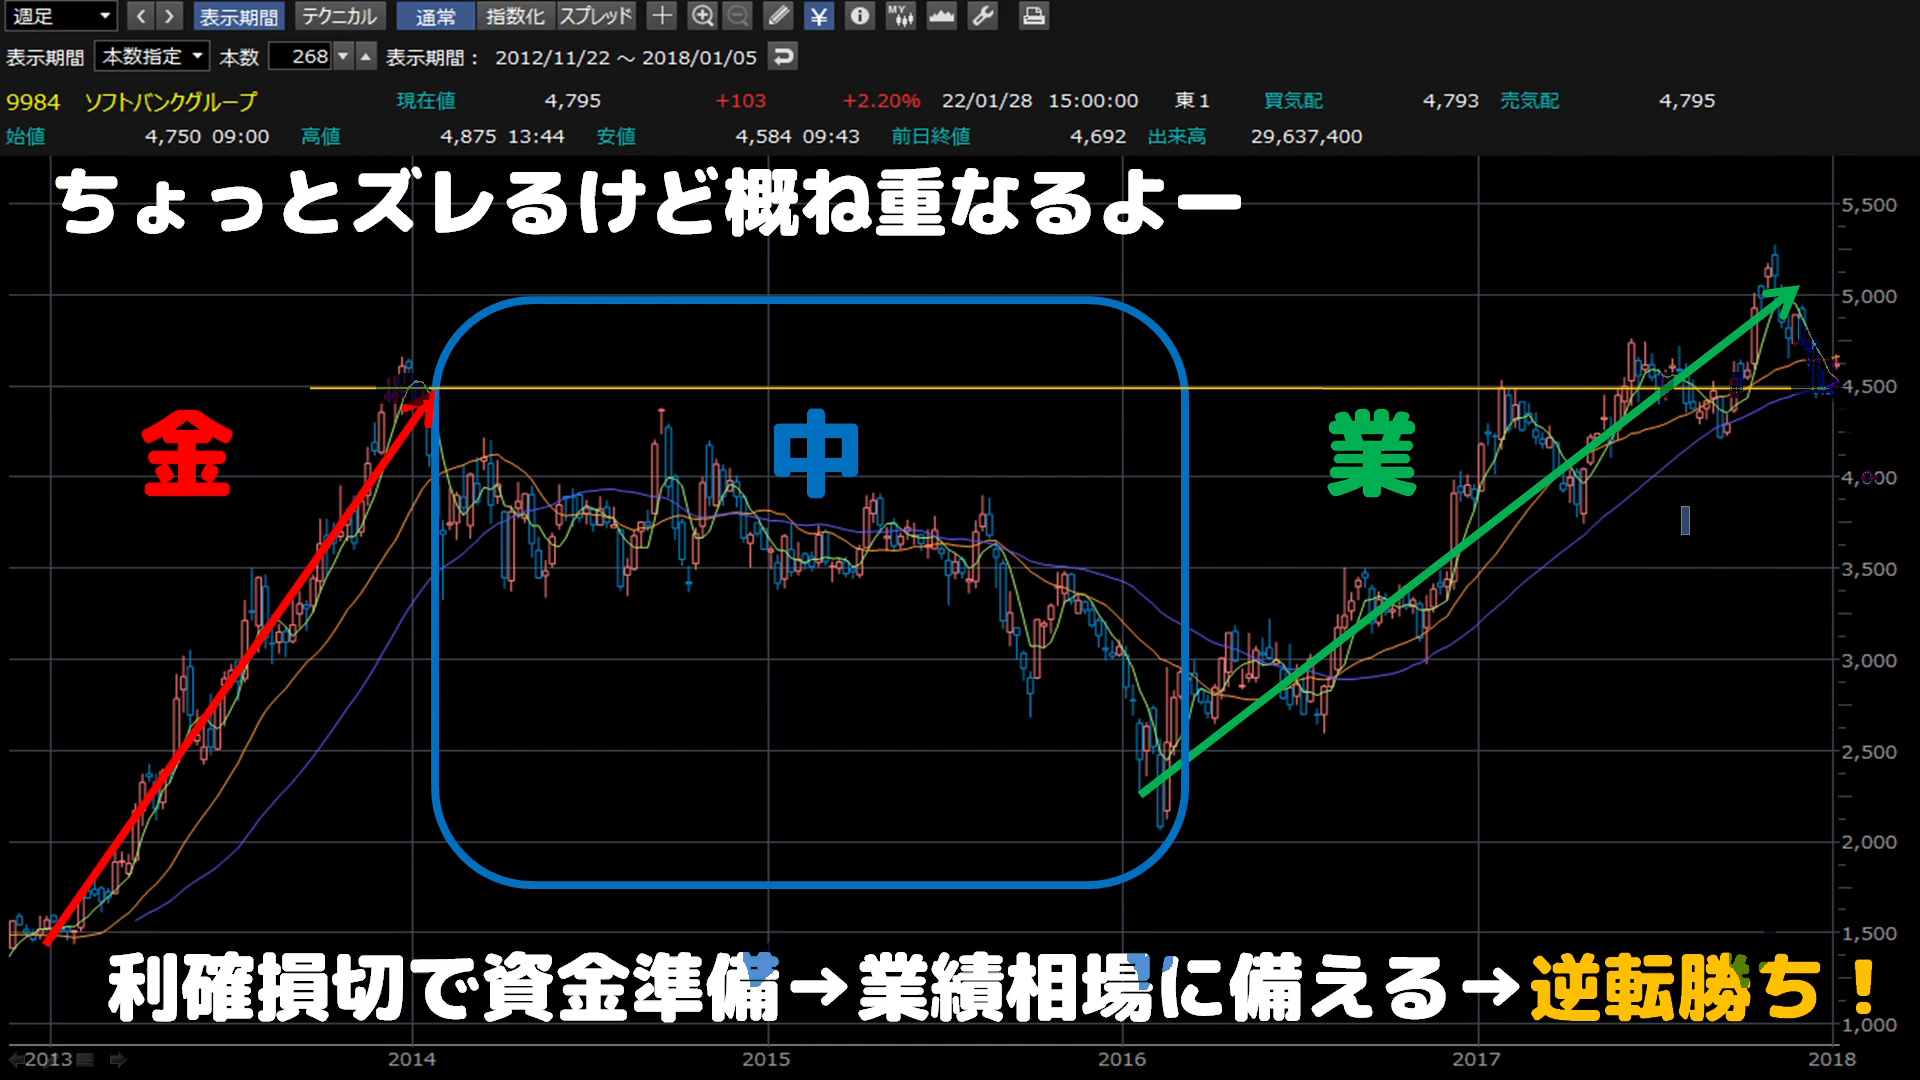 週足 表示期間 テクニカル 通常 指数化 スプレッド ¥ MY
表示期間 本数指定 本数 268 表示期間： 2012/11/22 ～ 2018/01/05
9984 ソフトバンクグループ 現在値 4,795 +103 +2.20% 22/01/28 15:00:00 東1 買気配 4,793 売気配 4,795
始値 4,750 09:00 高値 4,875 13:44 安値 4,584 09:43 前日終値 4,692 出来高 29,637,400
ちょっとズレるけど概ね重なるよー
5,500
5,000
4,500
金 中 業
4,000
3,500
3,000
2,500
2,000
1,500
利確損切で資金準備→業績相場に備える→逆転勝ち！
1,000
2013 2014 2015 2016 2017 2018